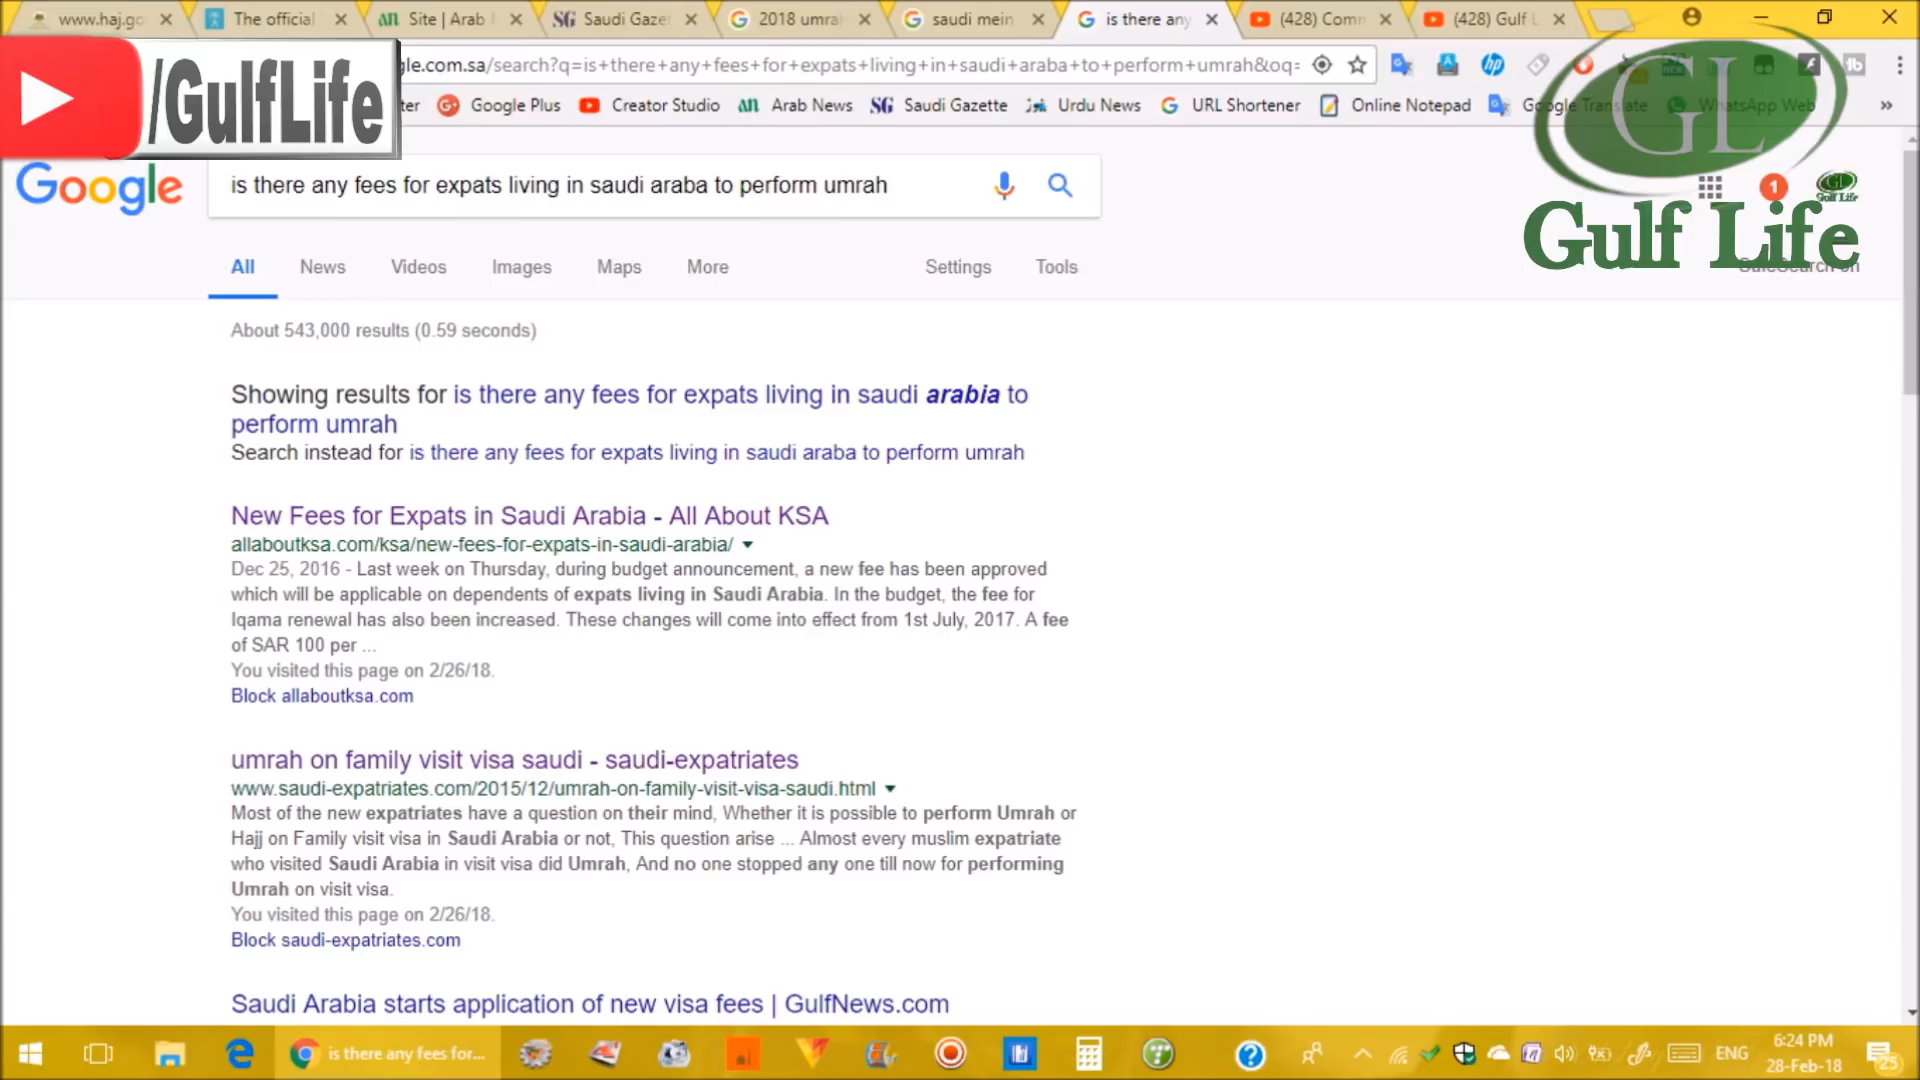 www.haj.go
The official
Site | Arab
Saudi Gaze
2018 umra
saudi mein
is there any
(428) Comm
(428) Gulf L
gle.com.sa/search?q=is+there+any+fees+for+expats+living+in+saudi+araba+to+perform+umrah&oq=
/GulfLife
ter
Google Plus
Creator Studio
Arab News
SG Saudi Gazette
Urdu News
URL Shortener
Online Notepad
Google Translate
WhatsApp Web
»
GL
Gulf Life
Google
is there any fees for expats living in saudi araba to perform umrah
1
All
News
Videos
Images
Maps
More
Settings
Tools
SafeSearch on
About 543,000 results (0.59 seconds)
Showing results for is there any fees for expats living in saudi arabia to
perform umrah
Search instead for is there any fees for expats living in saudi araba to perform umrah
New Fees for Expats in Saudi Arabia - All About KSA
allaboutksa.com/ksa/new-fees-for-expats-in-saudi-arabia/
Dec 25, 2016 - Last week on Thursday, during budget announcement, a new fee has been approved
which will be applicable on dependents of expats living in Saudi Arabia. In the budget, the fee for
Iqama renewal has also been increased. These changes will come into effect from 1st July, 2017. A fee
of SAR 100 per ...
You visited this page on 2/26/18.
Block allaboutksa.com
umrah on family visit visa saudi - saudi-expatriates
www.saudi-expatriates.com/2015/12/umrah-on-family-visit-visa-saudi.html
Most of the new expatriates have a question on their mind, Whether it is possible to perform Umrah or
Hajj on Family visit visa in Saudi Arabia or not, This question arise ... Almost every muslim expatriate
who visited Saudi Arabia in visit visa did Umrah, And no one stopped any one till now for performing
Umrah on visit visa.
You visited this page on 2/26/18.
Block saudi-expatriates.com
Saudi Arabia starts application of new visa fees | GulfNews.com
is there any fees for...
ENG
6:24 PM
28-Feb-18
25